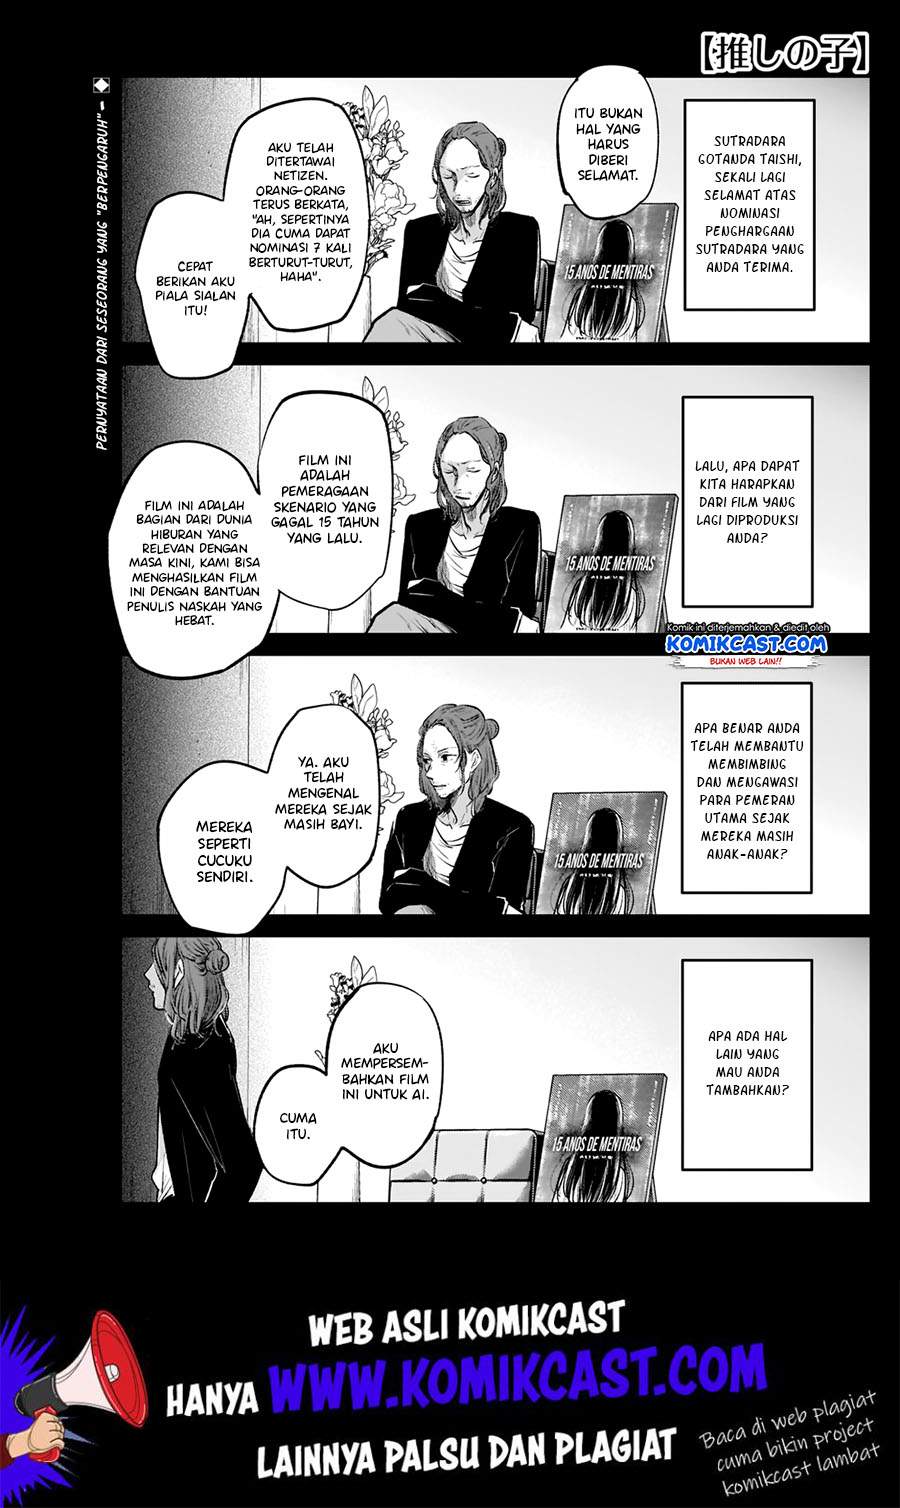 【推しの子】
PERNYATAAN DARI SESEORANG YANG "BERPENGARUH"-
SUTRADARA
GOTANDA TAISHI,
SEKALI LAGI
SELAMAT ATAS
NOMINASI
PENGHARGAAN
SUTRADARA YANG
ANDA TERIMA.
ITU BUKAN
HAL YANG
HARUS
DIBERI
SELAMAT.
AKU TELAH
DITERTAWAI
NETIZEN.
ORANG-ORANG
TERUS BERKATA,
"AH, SEPERTINYA
DIA CUMA DAPAT
NOMINASI 7 KALI
BERTURUT-TURUT,
HAHA".
CEPAT
BERIKAN AKU
PIALA SIALAN
ITU!
15 ANOS DE MENTIRAS
LALU, APA DAPAT
KITA HARAPKAN
DARI FILM YANG
LAGI DIPRODUKSI
ANDA?
FILM INI
ADALAH
PEMERAGAAN
SKENARIO YANG
GAGAL 15 TAHUN
YANG LALU.
FILM INI ADALAH
BAGIAN DARI DUNIA
HIBURAN YANG
RELEVAN DENGAN
MASA KINI, KAMI BISA
MENGHASILKAN FILM
INI DENGAN BANTUAN
PENULIS NASKAH YANG
HEBAT.
15 ANOS DE MENTIRAS
Komik ini diterjemahkan & diedit oleh
KOMIKCAST.COM
BUKAN WEB LAIN!!
APA BENAR ANDA
TELAH MEMBANTU
MEMBIMBING
DAN MENGAWASI
PARA PEMERAN
UTAMA SEJAK
MEREKA MASIH
ANAK-ANAK?
YA. AKU
TELAH
MENGENAL
MEREKA SEJAK
MASIH BAYI.
MEREKA
SEPERTI
CUCUKU
SENDIRI.
15 ANOS DE MENTIRAS
APA ADA HAL
LAIN YANG
MAU ANDA
TAMBAHKAN?
AKU
MEMPERSEM-
BAHKAN FILM
INI UNTUK AI.
CUMA
ITU.
15 ANOS DE MENTIRAS
WEB ASLI KOMIKCAST
HANYA WWW.KOMIKCAST.COM
LAINNYA PALSU DAN PLAGIAT
Baca di web plagiat
cuma bikin project
komikcast lambat